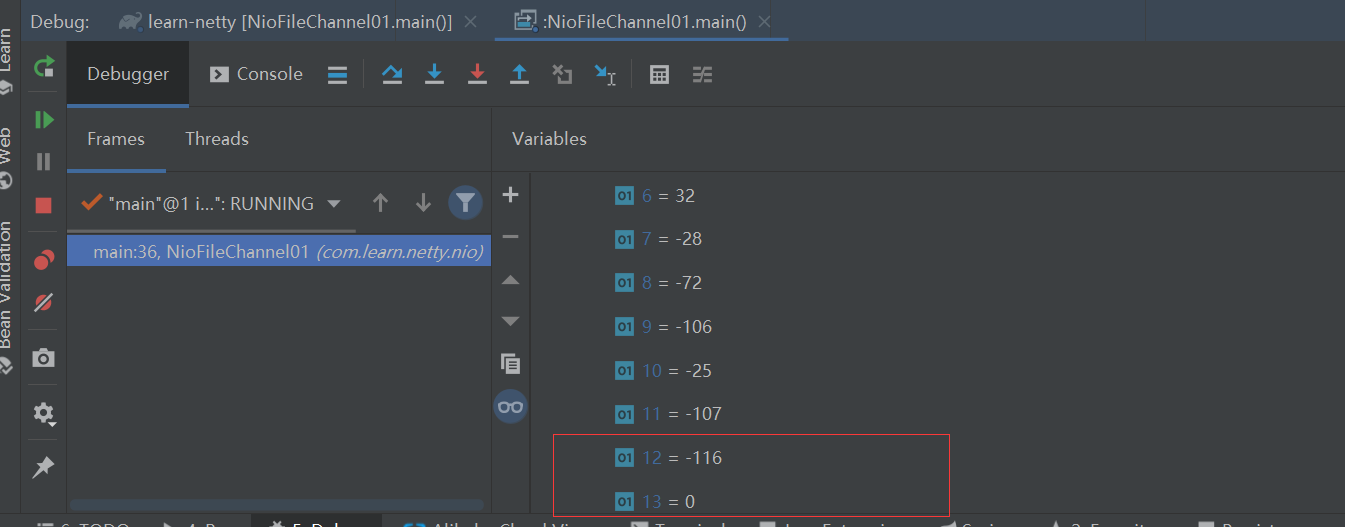 Debug:
learn-netty [NioFileChannel01.main()]
:NioFileChannel01.main()
Learn
Web
Bean Validation
Debugger
Console
Frames
Threads
Variables
"main"@1 i...": RUNNING
main:36, NioFileChannel01 (com.learn.netty.nio)
01 6 = 32
01 7 = -28
01 8 = -72
01 9 = -106
01 10 = -25
01 11 = -107
01 12 = -116
01 13 = 0